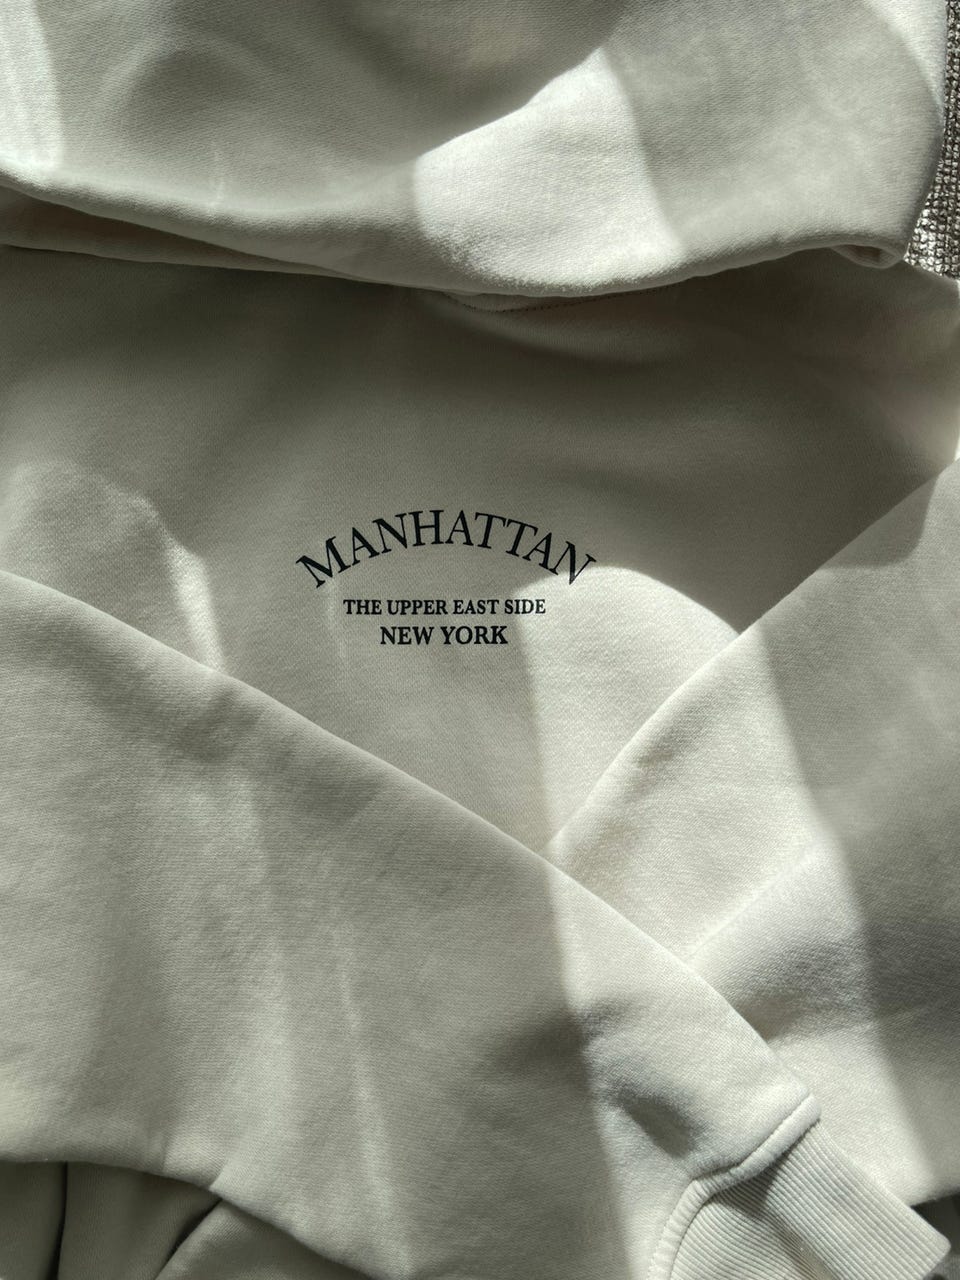 MANHATTAN
THE UPPER EAST SIDE
NEW YORK